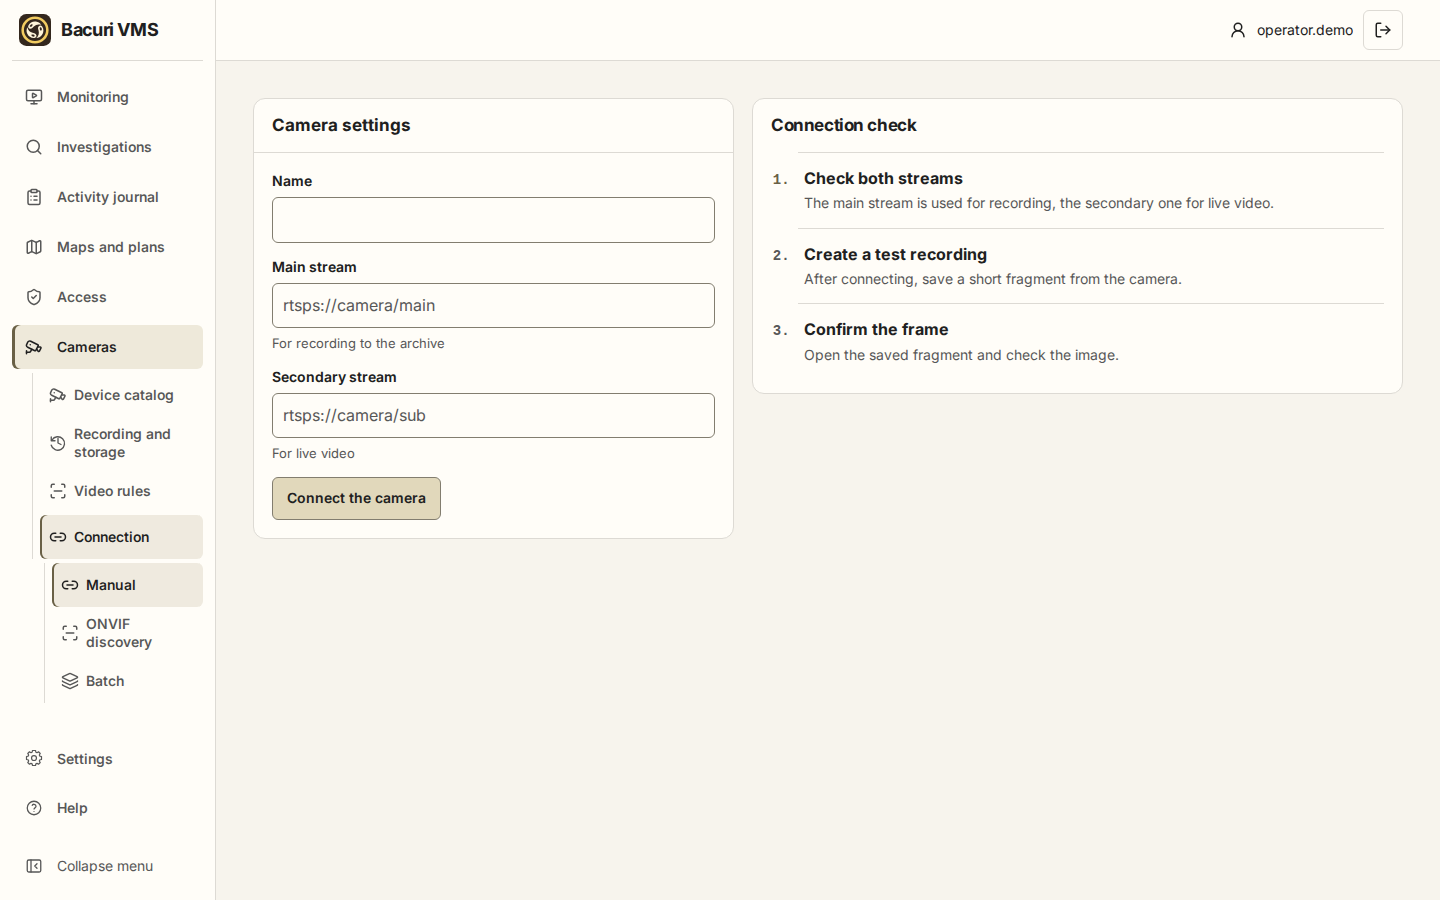 Bacuri VMS
operator.demo
Monitoring
Investigations
Activity journal
Maps and plans
Access
Cameras
Device catalog
Recording and
storage
Video rules
Connection
Manual
ONVIF
discovery
Batch
Settings
Help
Collapse menu
Camera settings
Name
Main stream
rtsps://camera/main
For recording to the archive
Secondary stream
rtsps://camera/sub
For live video
Connect the camera
Connection check
1. Check both streams
The main stream is used for recording, the secondary one for live video.
2. Create a test recording
After connecting, save a short fragment from the camera.
3. Confirm the frame
Open the saved fragment and check the image.